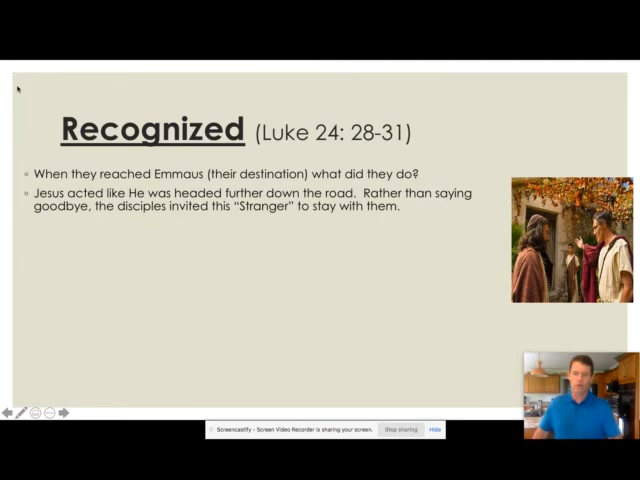 Recognized (Luke 24: 28-31)
◦ When they reached Emmaus (their destination) what did they do?
◦ Jesus acted like He was headed further down the road.  Rather than saying
goodbye, the disciples invited this “Stranger” to stay with them.
Screencastify - Screen Video Recorder is sharing your screen. Stop sharing Hide